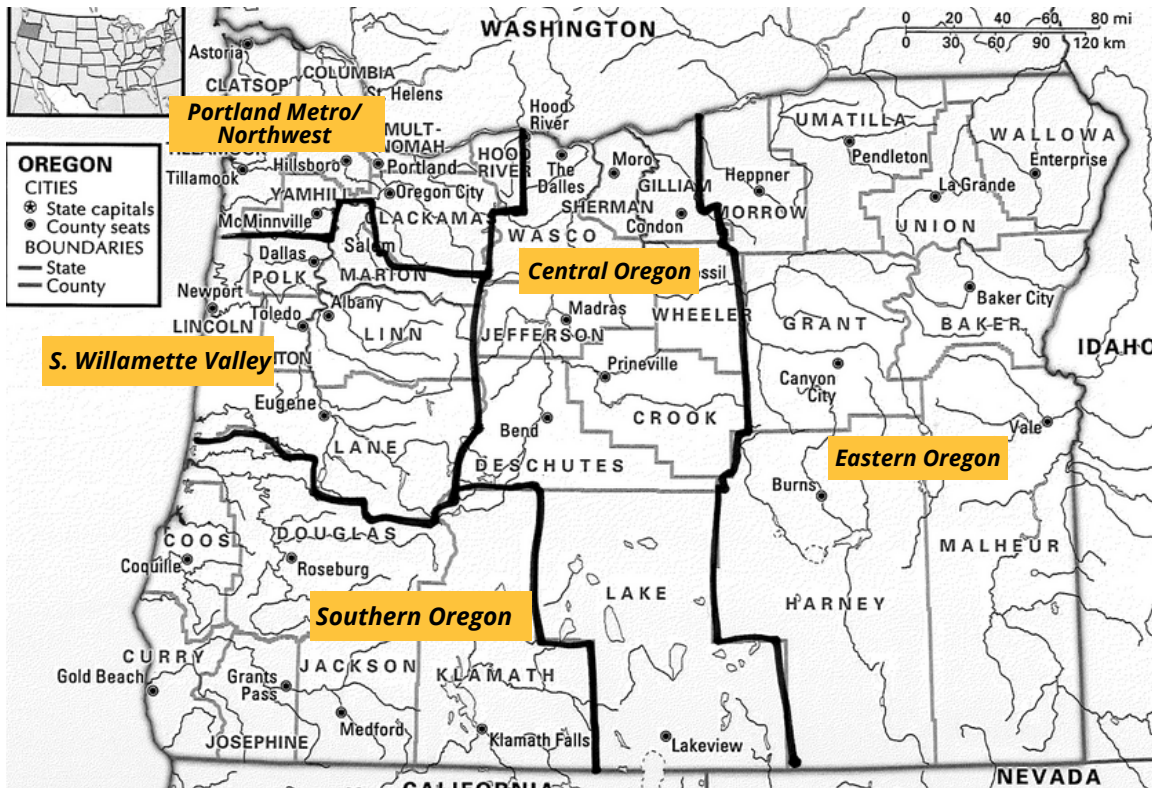 WASHINGTON
0 20 40 60 80 mi
0 30 60 90 120 km
Astoria
CLATSOP
COLUMBIA
St. Helens
Portland Metro/
Northwest
Hood
River
MULT-
NOMAH
HOOD
RIVER
UMATILLA
WALLOWA
Pendleton
Enterprise
OREGON
CITIES
State capitals
County seats
BOUNDARIES
State
County
Tillamook
Hillsboro
Portland
Oregon City
The
Dalles
Moro
GILLIAM
Heppner
La Grande
YAMHIL
McMinnville
CLACKAMAS
SHERMAN
Condon
MORROW
UNION
WASCO
Dallas
Salem
POLK
MARION
Central Oregon
ossil
Newport
Toledo
Albany
LINCOLN
LINN
Madras
JEFFERSON
WHEELER
GRANT
Baker City
BAKER
IDAHO
S. Willamette Valley
TON
Prineville
Canyon
City
Eugene
LANE
Bend
CROOK
DESCHUTES
Vale
Eastern Oregon
Burns
COOS
Coquille
DOUGLAS
Roseburg
MALHEUR
LAKE
HARNEY
Southern Oregon
CURRY
Gold Beach
Grants
Pass
JACKSON
KLAMATH
JOSEPHINE
Medford
Klamath Falls
Lakeview
CALIFORNIA
NEVADA